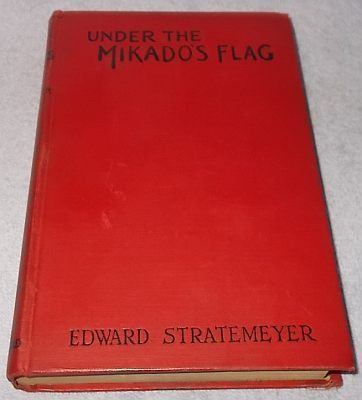 UNDER THE
MIKADO'S FLAG
EDWARD STRATEMEYER